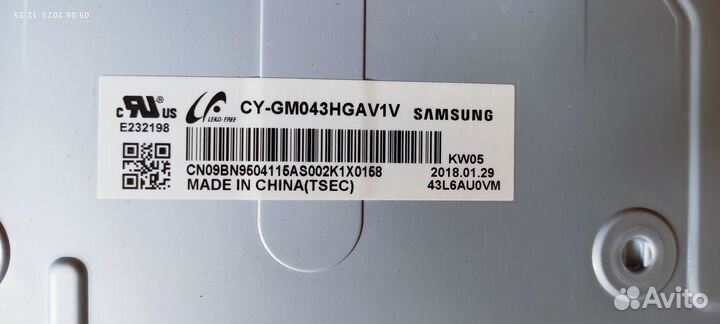 05.06.2023 12:35
c RU® US
E232198
LEAD-FREE
CY-GM043HGAV1V SAMSUNG
CN09BN9504115AS002K1X0158
MADE IN CHINA(TSEC)
KW05
2018.01.29
43L6AU0VM
Avito